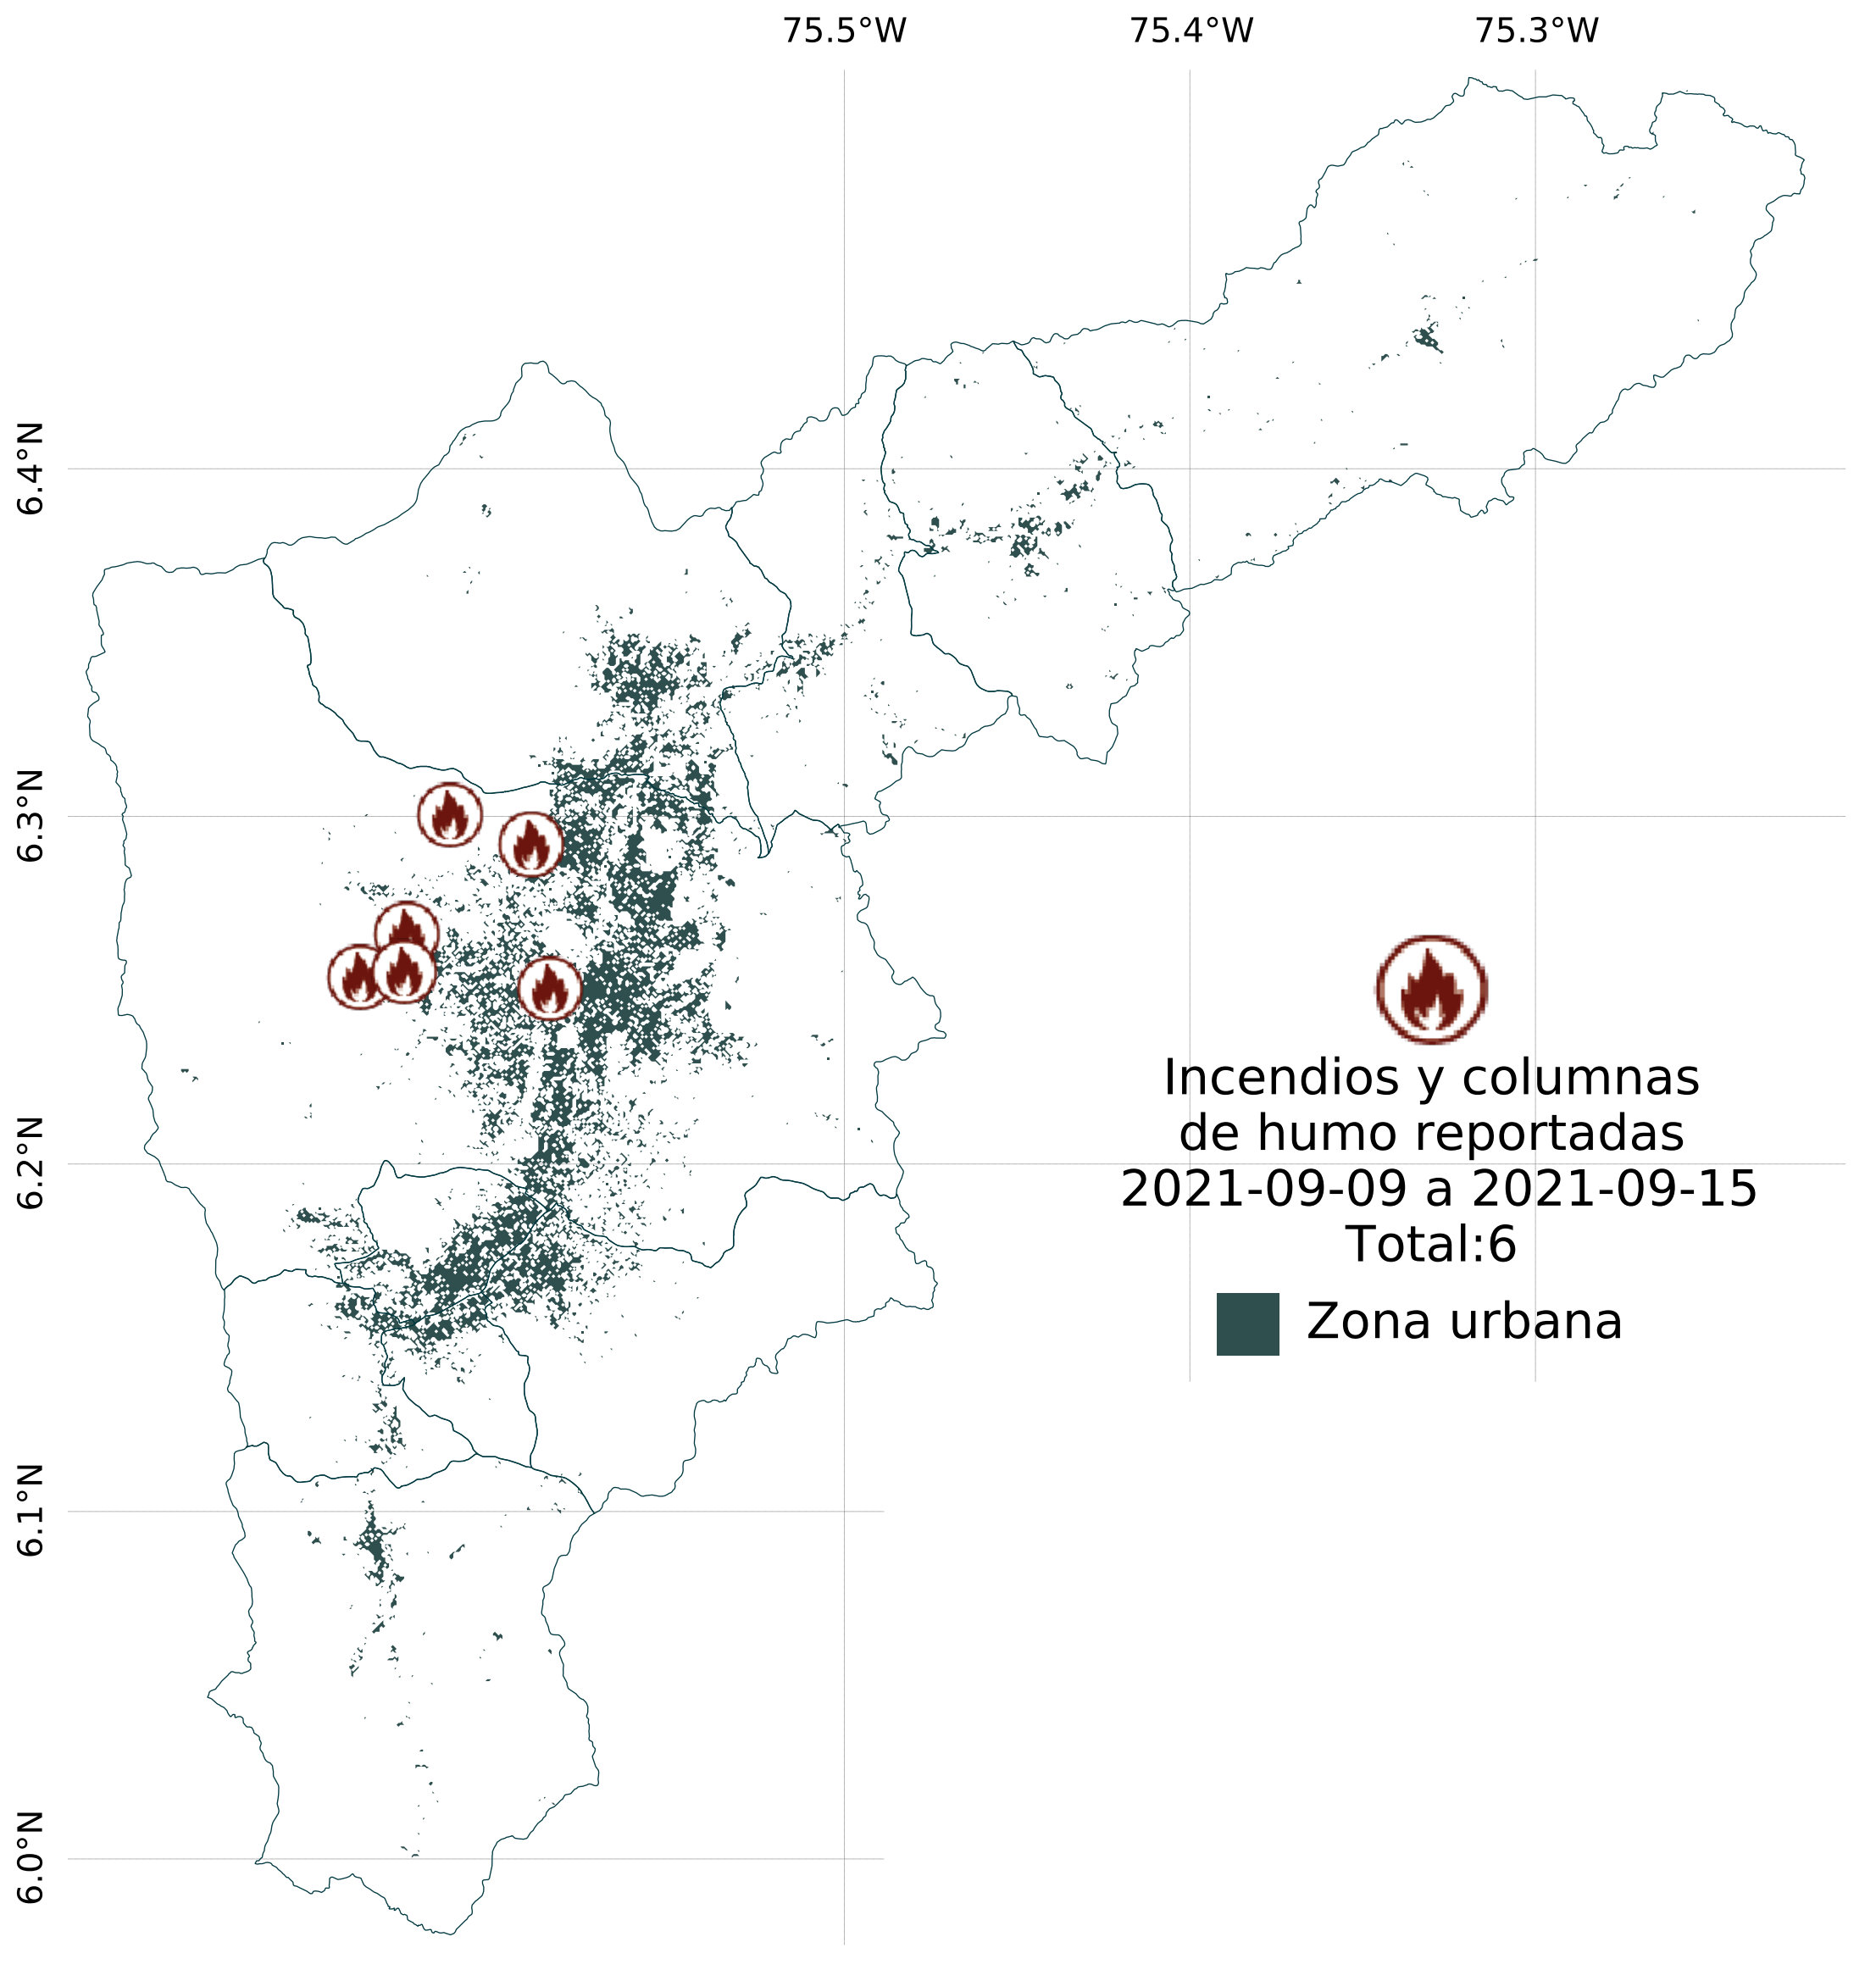 75.5°W
75.4°W
75.3°W
6.4°N
6.3°N
6.2°N
6.1°N
6.0°N
Incendios y columnas
de humo reportadas
2021-09-09 a 2021-09-15
Total:6
Zona urbana